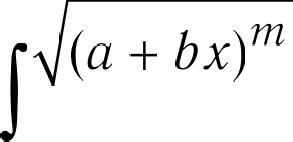 ∫√(a + bx)^m